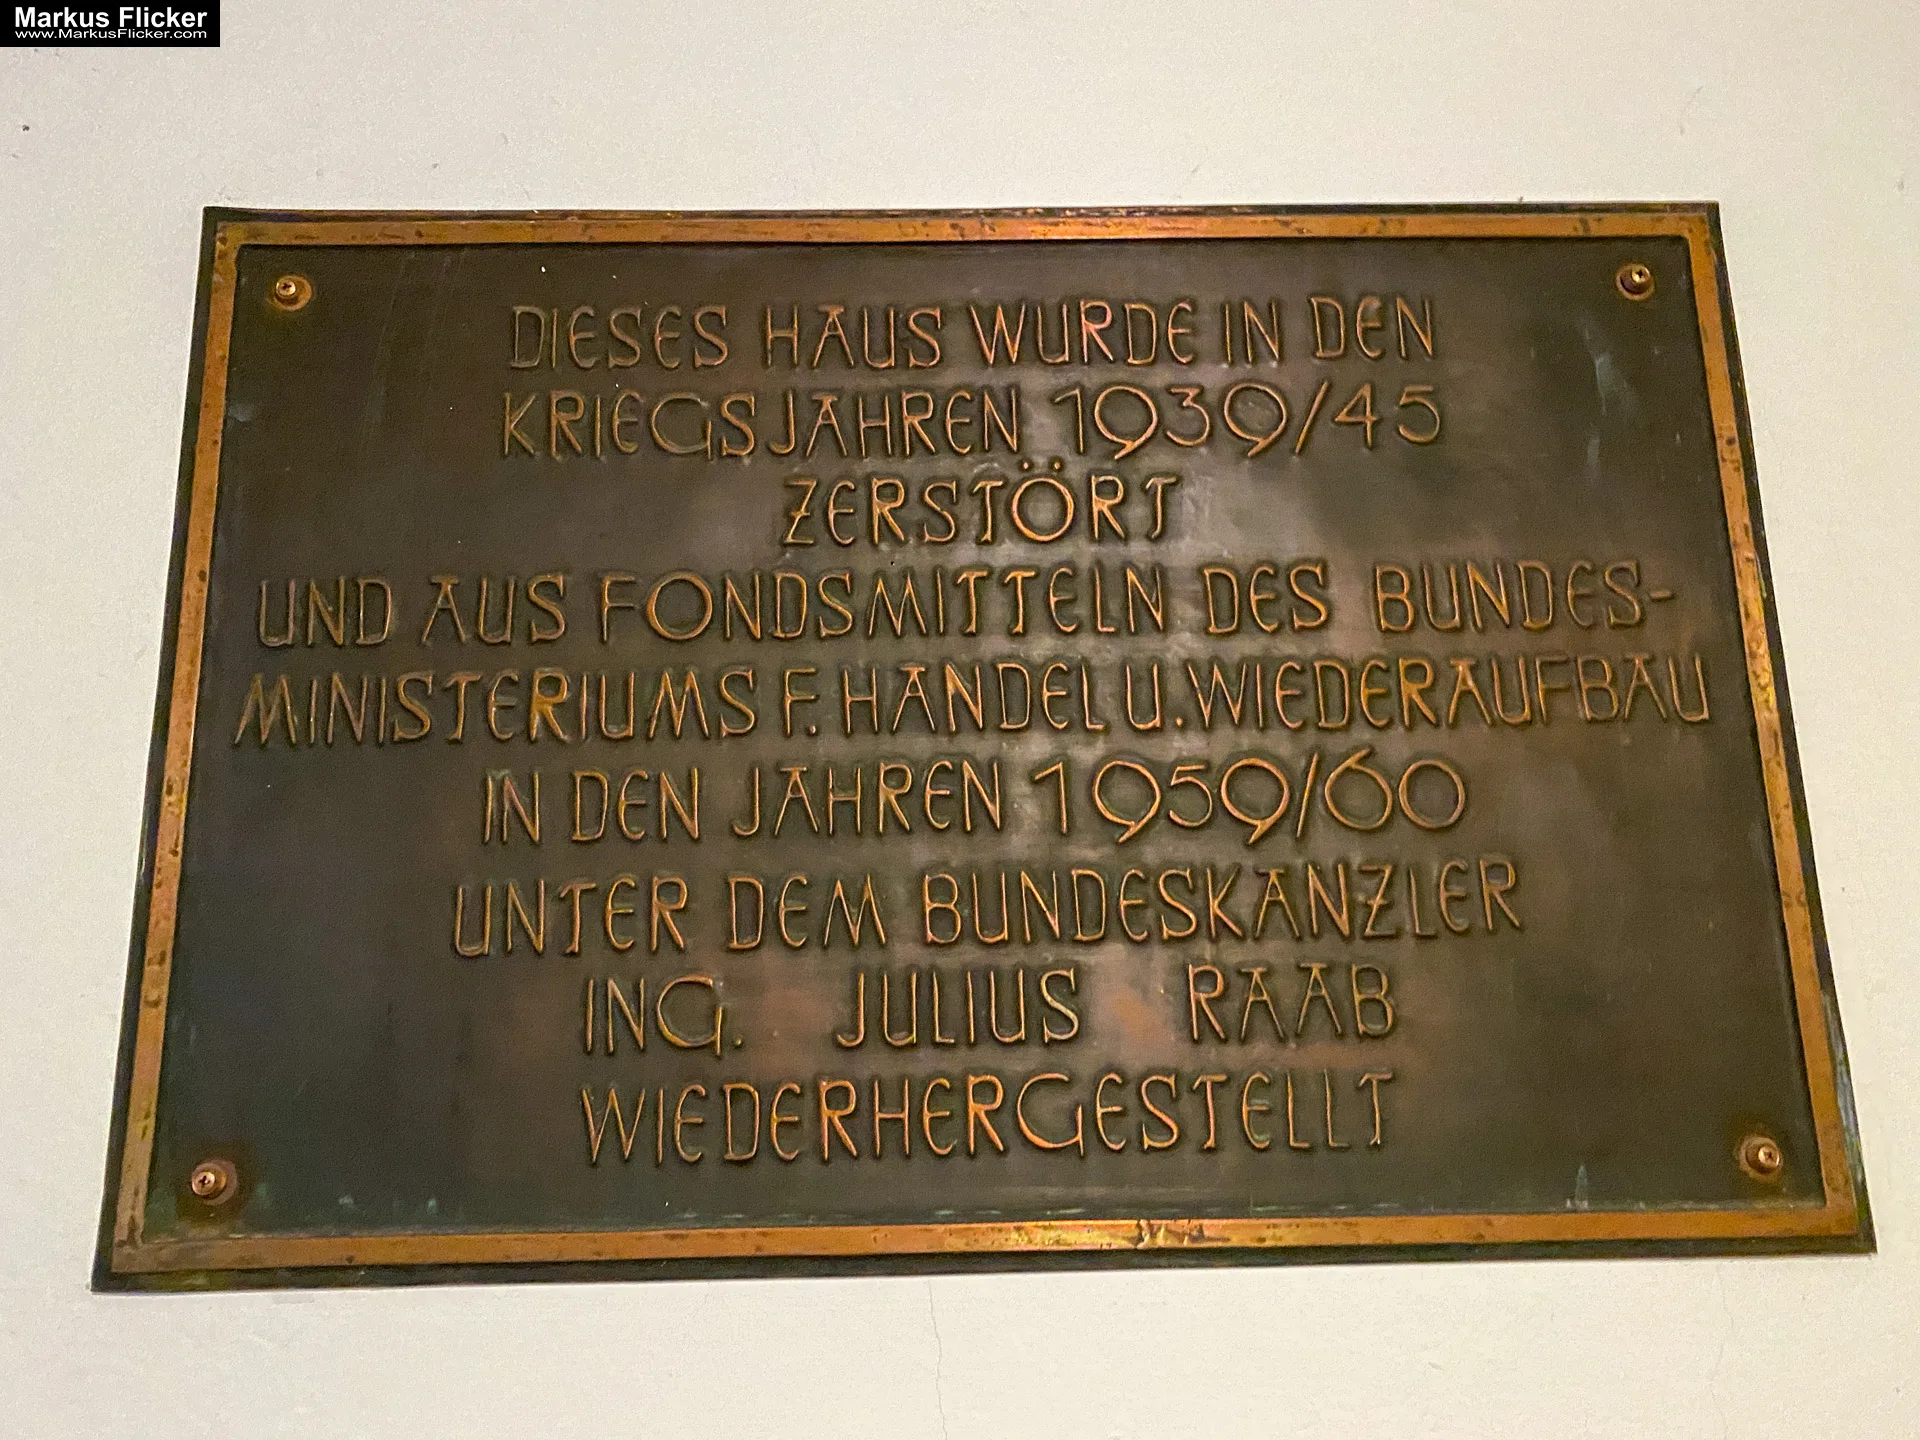 Markus Flicker
www.MarkusFlicker.com
DIESES HAUS WURDE IN DEN
KRIEGSJAHREN 1939/45
ZERSTÖRT
UND AUS FONDSMITTELN DES BUNDES-
MINISTERIUMS F. HANDEL U. WIEDERAUFBAU
IN DEN JAHREN 1959/60
UNTER DEM BUNDESKANZLER
ING. JULIUS RAAB
WIEDERHERGESTELLT